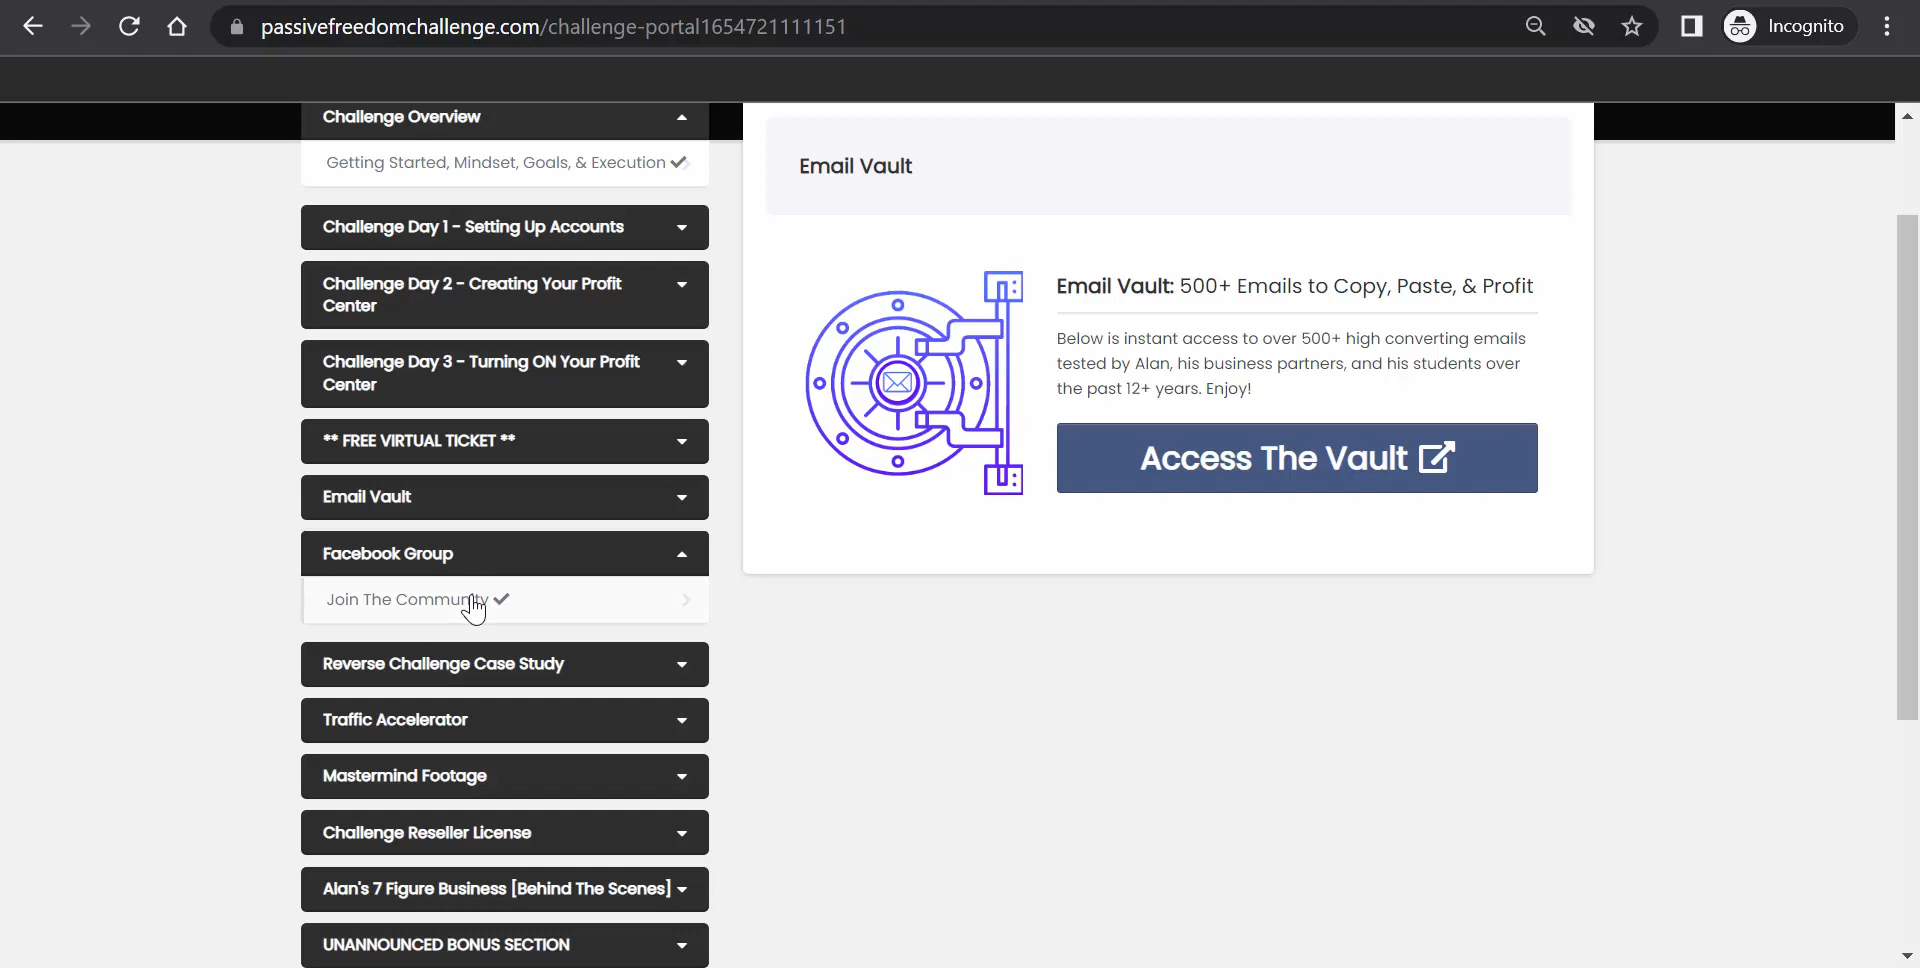 passivefreedomchallenge.com/challenge-portal1654721111151
Incognito
Challenge Overview
Getting Started, Mindset, Goals, & Execution
Challenge Day 1 - Setting Up Accounts
Challenge Day 2 - Creating Your Profit
Center
Challenge Day 3 - Turning ON Your Profit
Center
** FREE VIRTUAL TICKET **
Email Vault
Facebook Group
Join The Community
Reverse Challenge Case Study
Traffic Accelerator
Mastermind Footage
Challenge Reseller License
Alan's 7 Figure Business [Behind The Scenes]
UNANNOUNCED BONUS SECTION
Email Vault
Email Vault: 500+ Emails to Copy, Paste, & Profit
Below is instant access to over 500+ high converting emails
tested by Alan, his business partners, and his students over
the past 12+ years. Enjoy!
Access The Vault